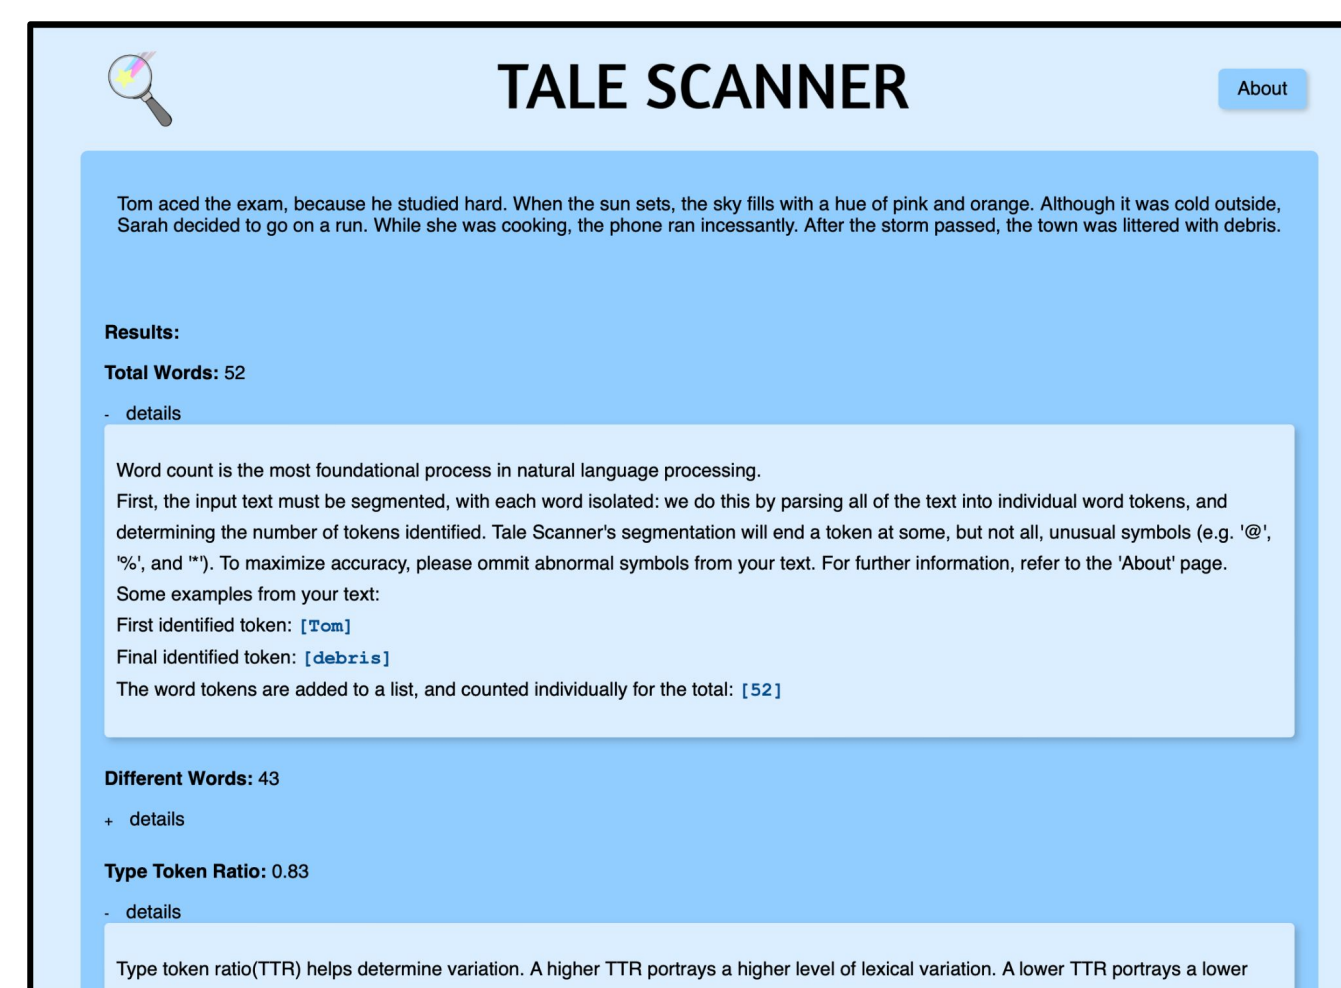 TALE SCANNER
About
Tom aced the exam, because he studied hard. When the sun sets, the sky fills with a hue of pink and orange. Although it was cold outside,
Sarah decided to go on a run. While she was cooking, the phone ran incessantly. After the storm passed, the town was littered with debris.
Results:
Total Words: 52
- details
Word count is the most foundational process in natural language processing.
First, the input text must be segmented, with each word isolated: we do this by parsing all of the text into individual word tokens, and
determining the number of tokens identified. Tale Scanner's segmentation will end a token at some, but not all, unusual symbols (e.g. '@',
'%', and '*'). To maximize accuracy, please ommit abnormal symbols from your text. For further information, refer to the 'About' page.
Some examples from your text:
First identified token: [Tom]
Final identified token: [debris]
The word tokens are added to a list, and counted individually for the total: [52]
Different Words: 43
+ details
Type Token Ratio: 0.83
- details
Type token ratio(TTR) helps determine variation. A higher TTR portrays a higher level of lexical variation. A lower TTR portrays a lower